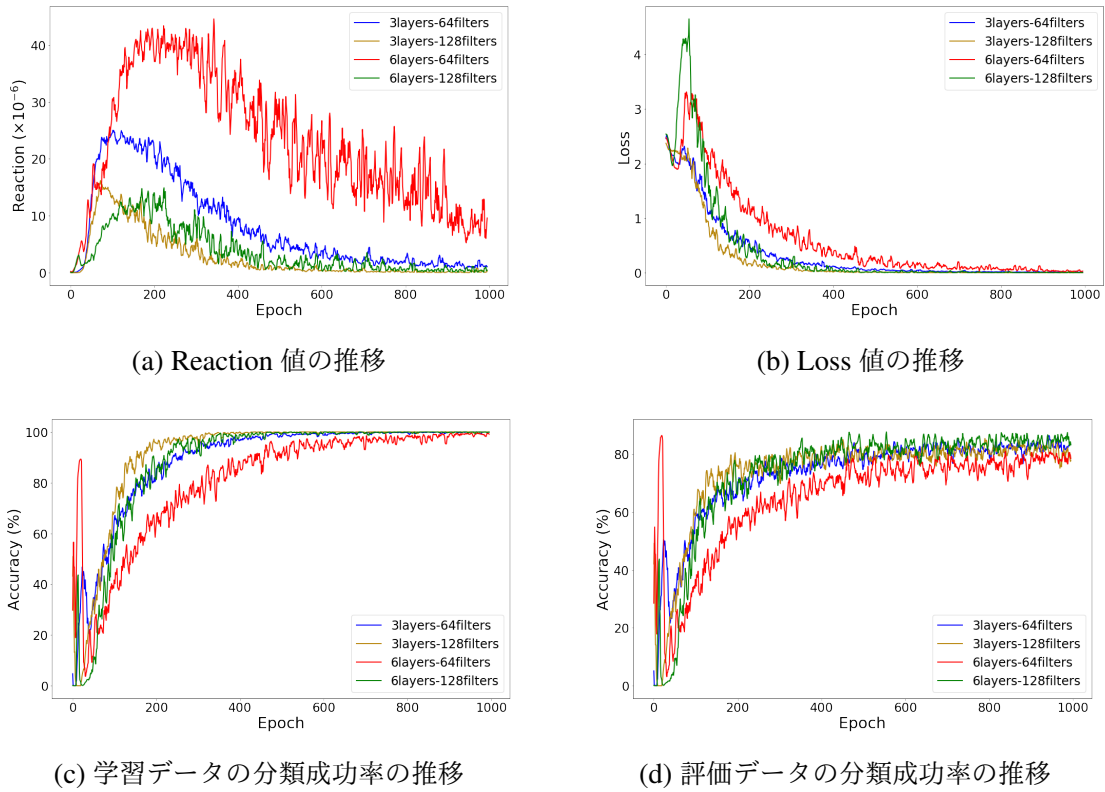 3layers-64filters
3layers-128filters
6layers-64filters
6layers-128filters
Reaction (×10⁻⁶)
40
30
20
10
0
0 200 400 600 800 1000
Epoch
(a) Reaction 値の推移
3layers-64filters
3layers-128filters
6layers-64filters
6layers-128filters
Loss
4
3
2
1
0
0 200 400 600 800 1000
Epoch
(b) Loss 値の推移
Accuracy (%)
100
80
60
40
20
0
3layers-64filters
3layers-128filters
6layers-64filters
6layers-128filters
0 200 400 600 800 1000
Epoch
(c) 学習データの分類成功率の推移
Accuracy (%)
80
60
40
20
0
3layers-64filters
3layers-128filters
6layers-64filters
6layers-128filters
0 200 400 600 800 1000
Epoch
(d) 評価データの分類成功率の推移